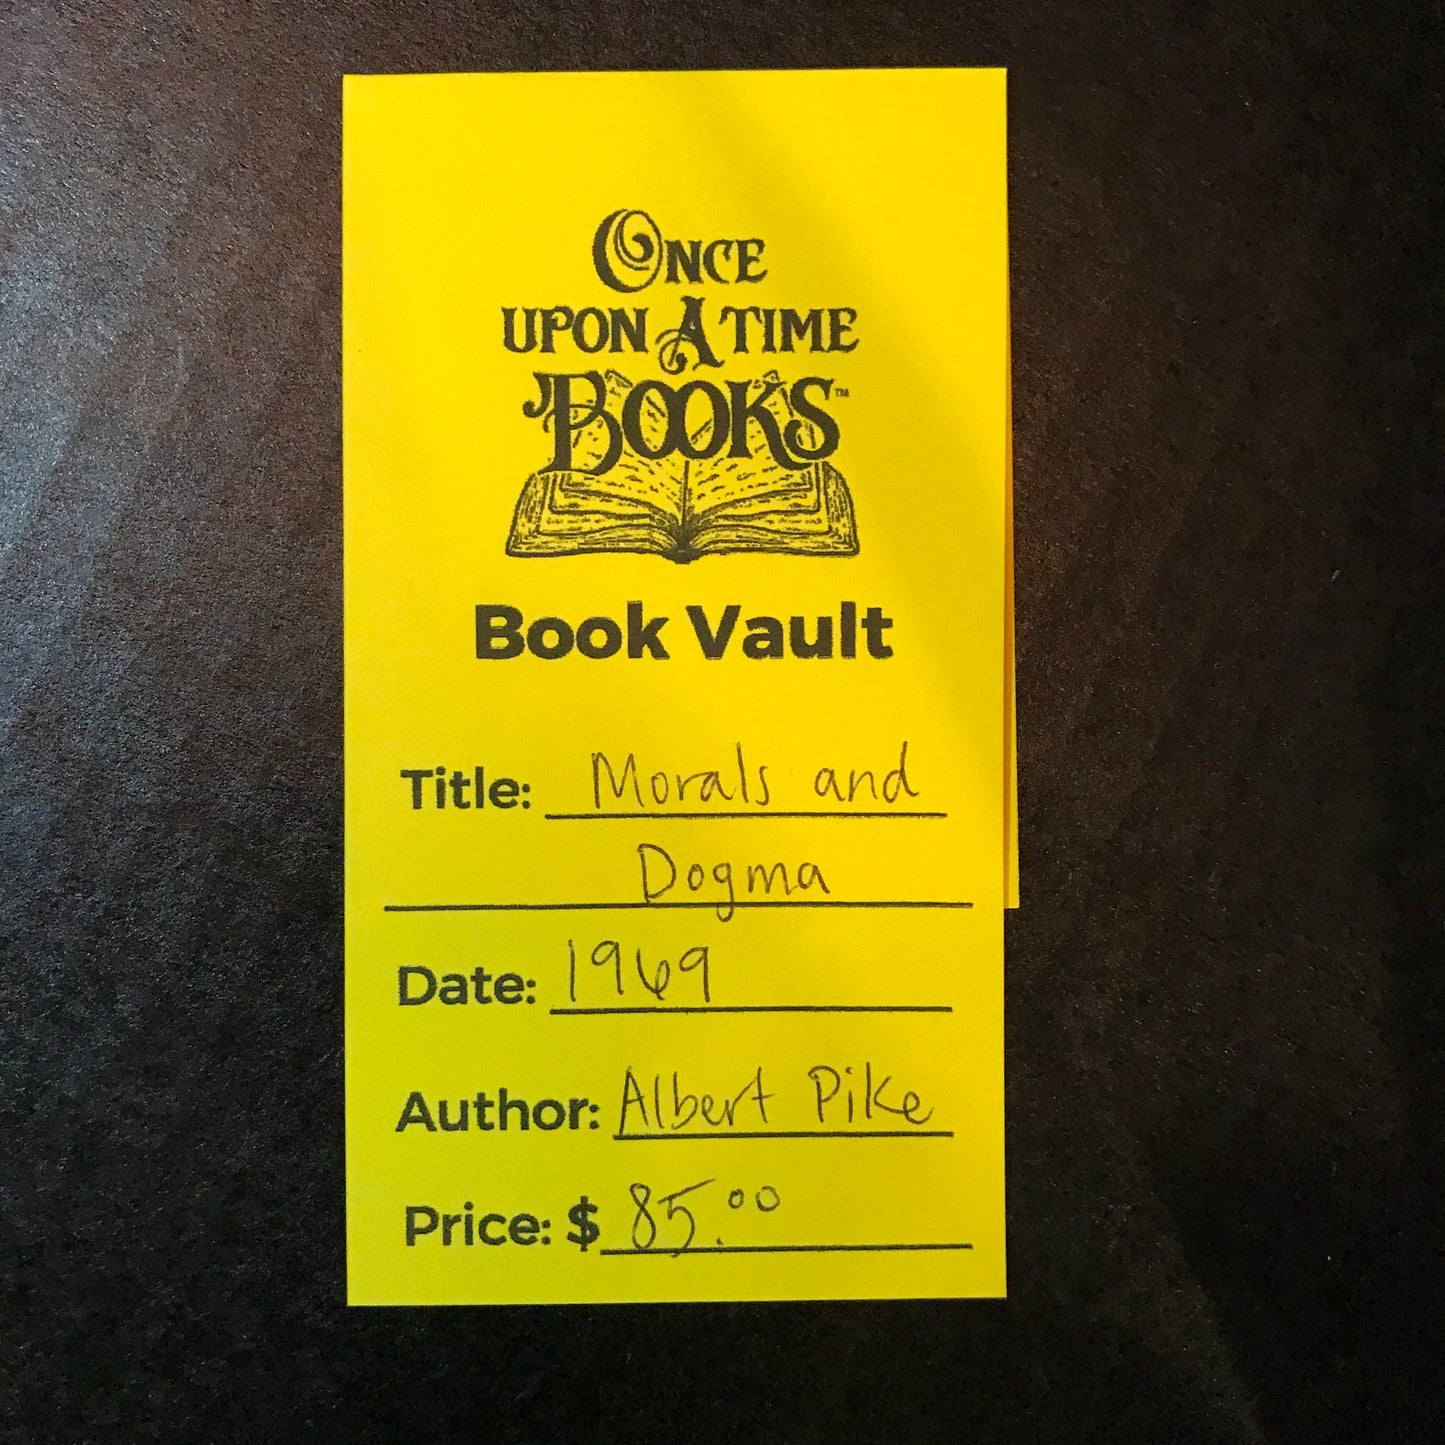 ONCE
UPON A TIME
BOOKS™
Book Vault
Title: Morals and
Dogma
Date: 1969
Author: Albert Pike
Price: $ 85.00